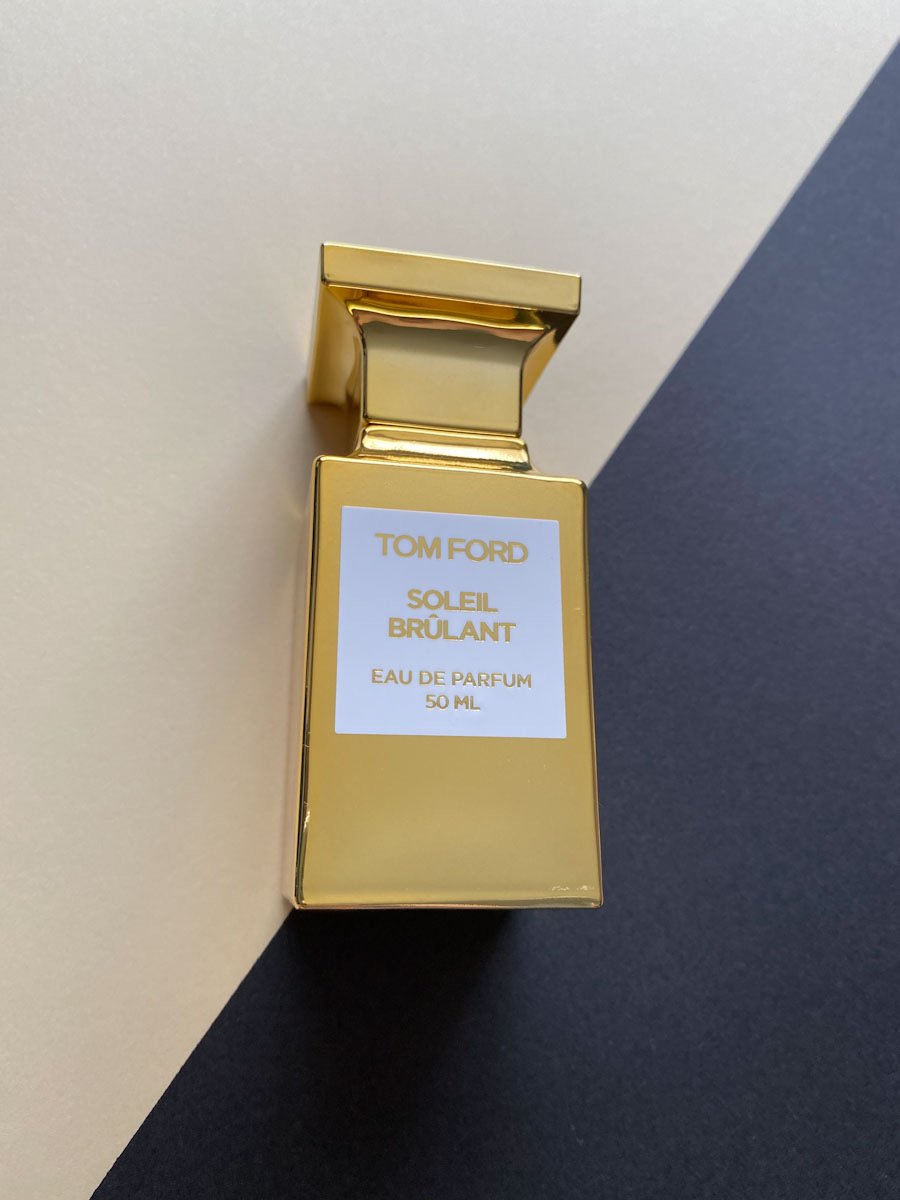 TOM FORD
SOLEIL
BRÛLANT
EAU DE PARFUM
50 ML